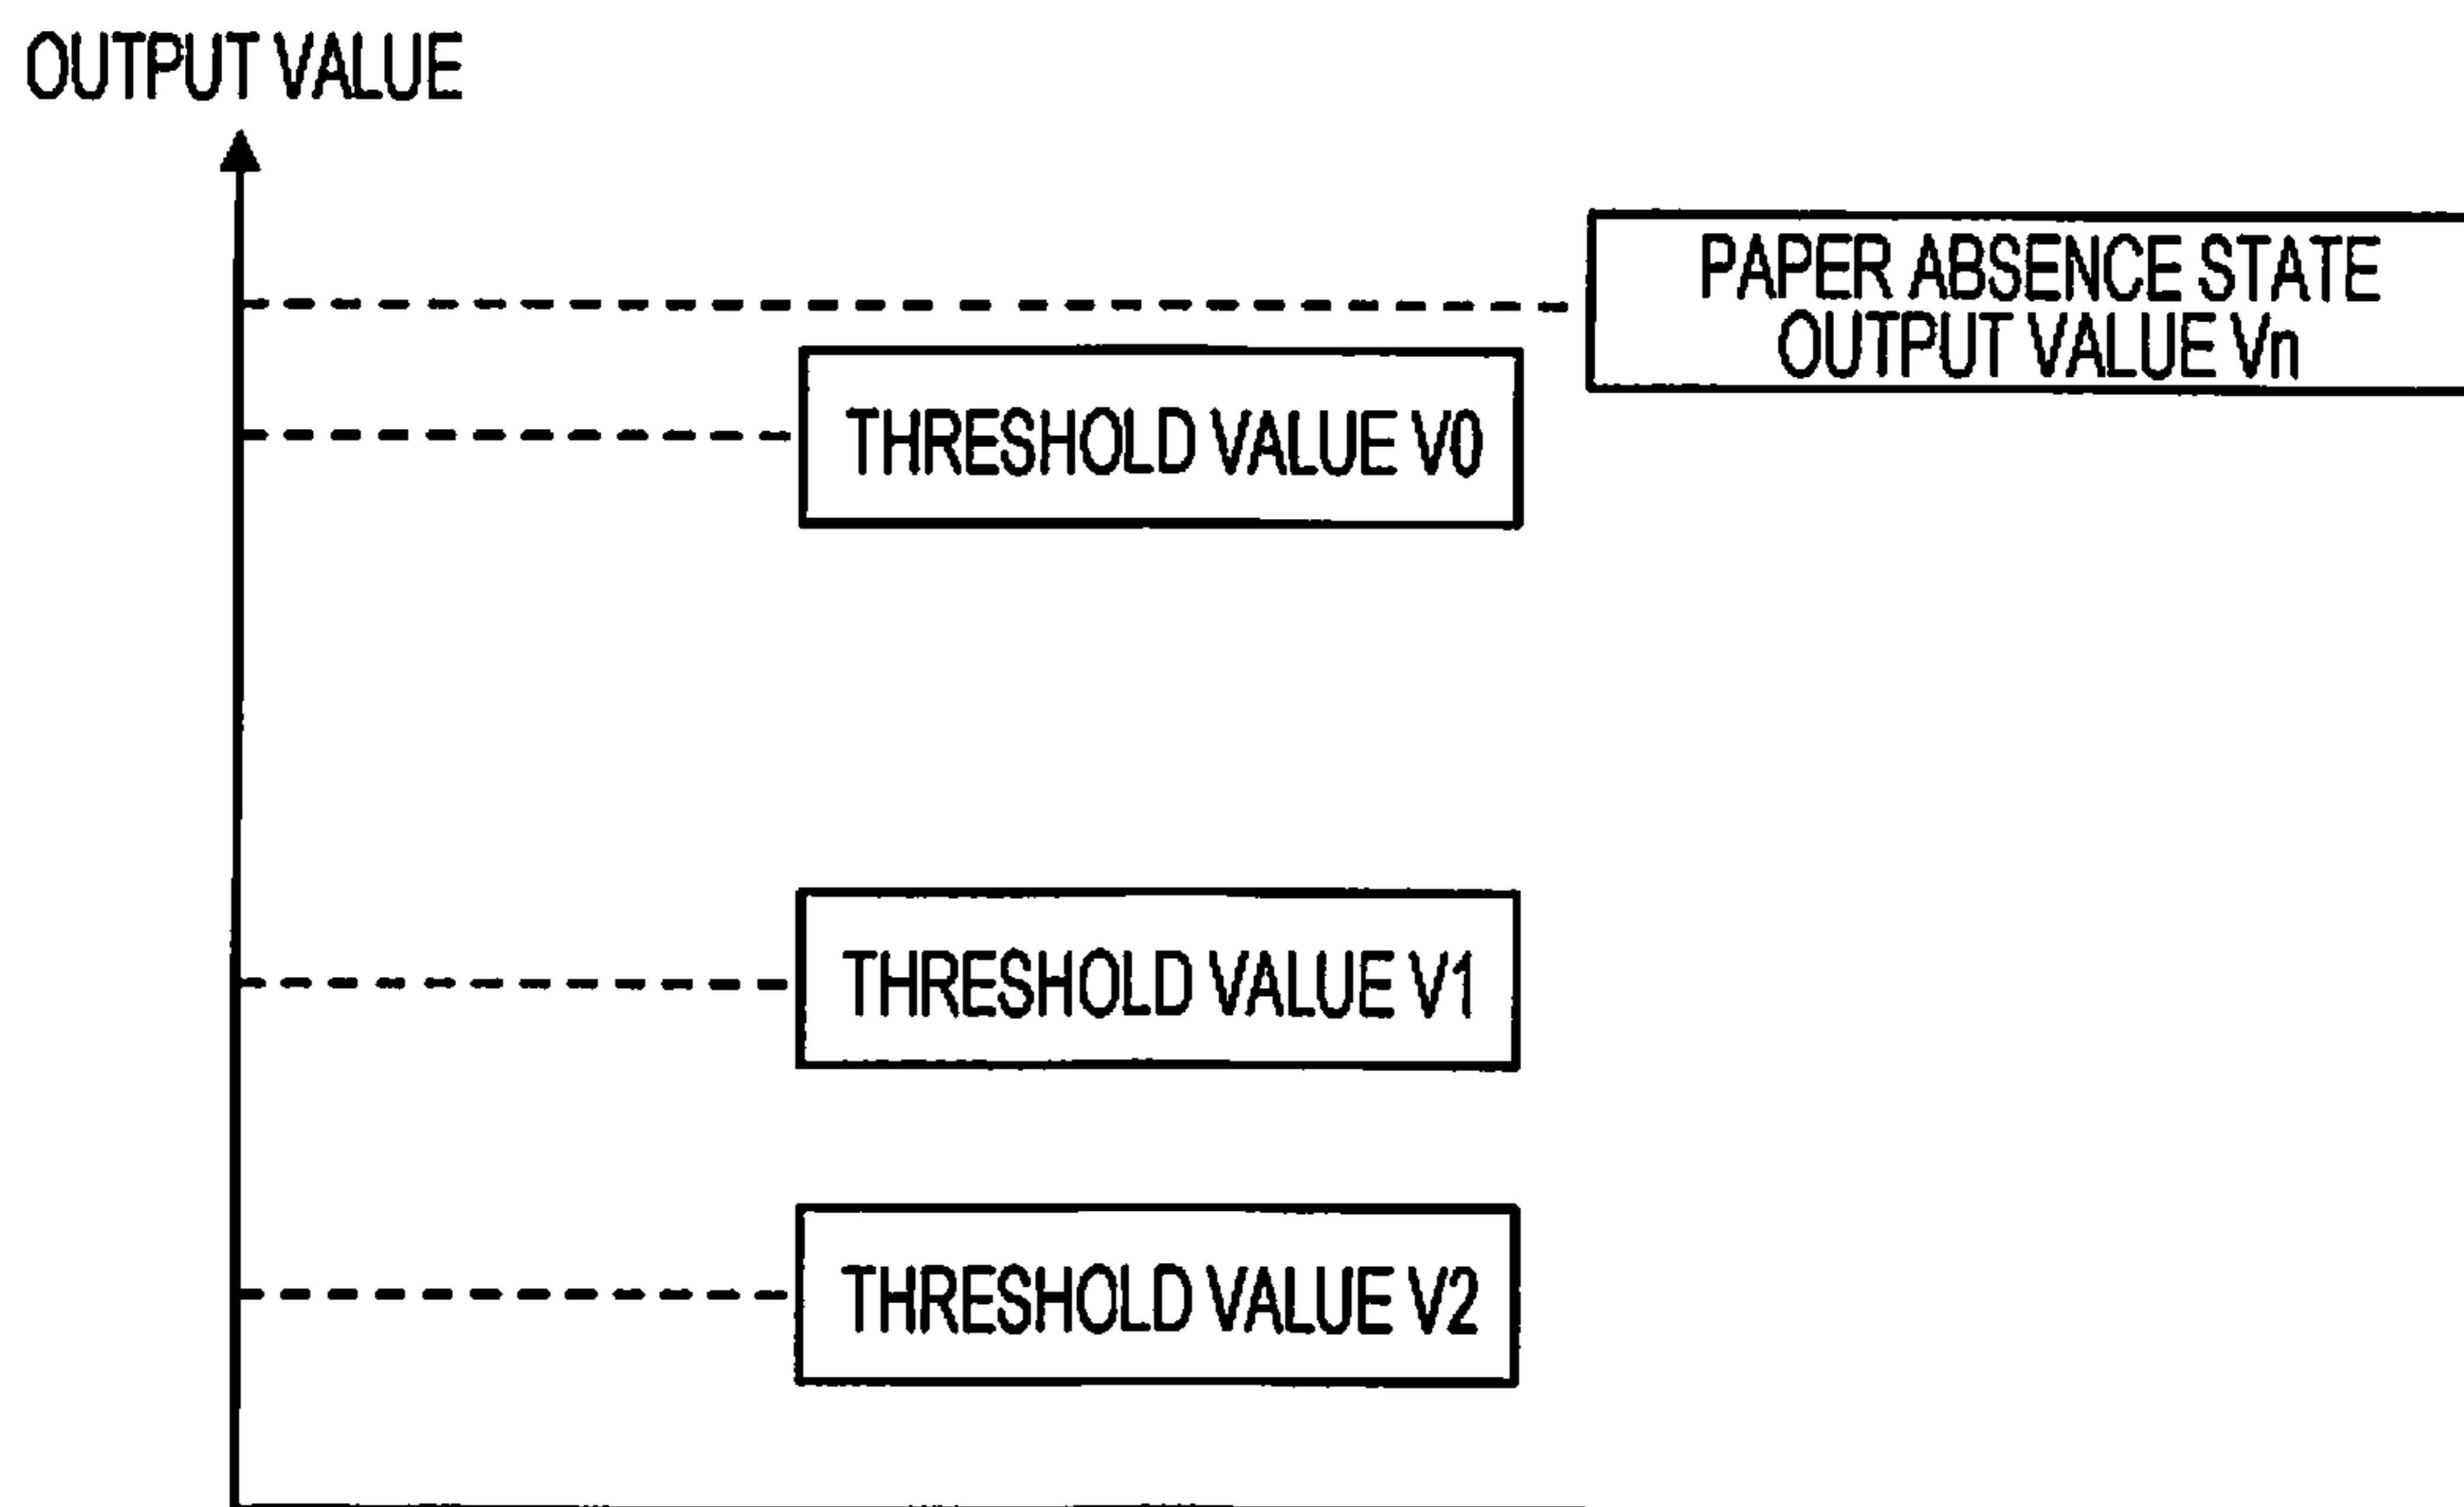 OUTPUT VALUE
PAPER ABSENCE STATE
OUTPUT VALUE Vn
THRESHOLD VALUE V0
THRESHOLD VALUE V1
THRESHOLD VALUE V2